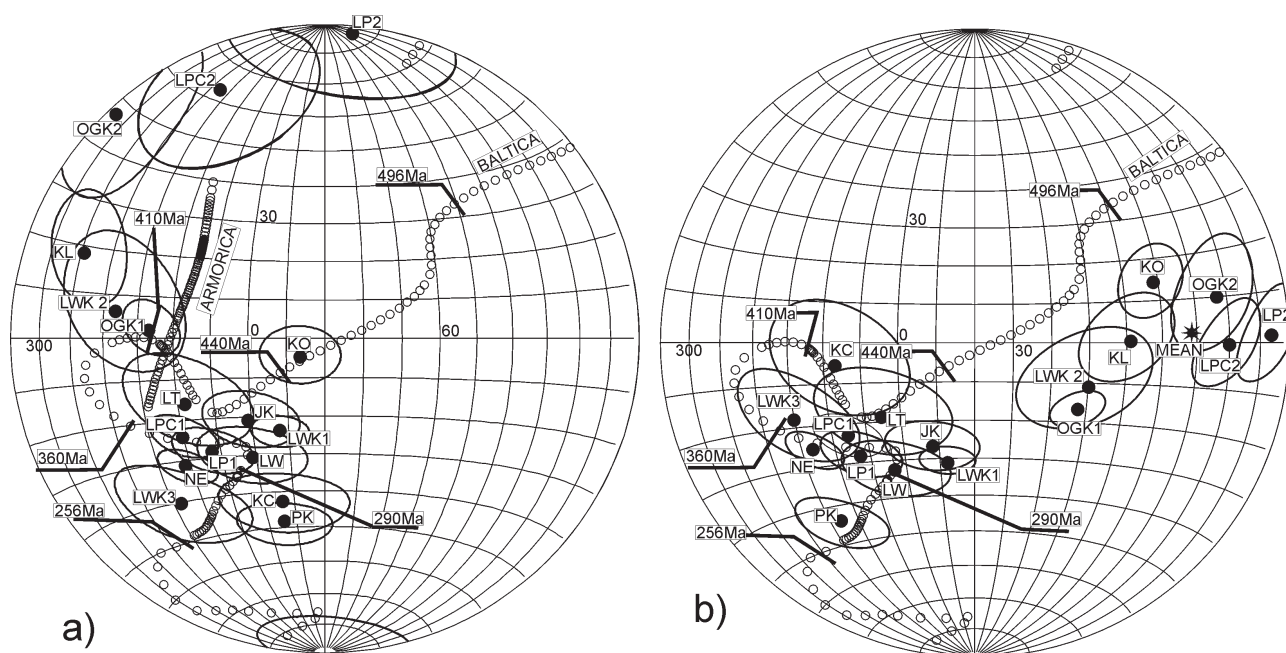 LP2
LPC2
OGK2
BALTICA
496Ma
410Ma
30
ARMORICA
KL
LWK 2
OGK1
300
0
60
440Ma
KO
LT
JK
LPC1
LWK1
LP1
LW
360Ma
NE
LWK3
KC
PK
256Ma
290Ma
a)
BALTICA
496Ma
30
KO
OGK2
410Ma
LP2
300
0
30
KL
MEAN
KC
440Ma
LPC2
LWK 2
LWK3
OGK1
LT
LPC1
JK
360Ma
NE
LP1
LWK1
LW
PK
256Ma
290Ma
b)